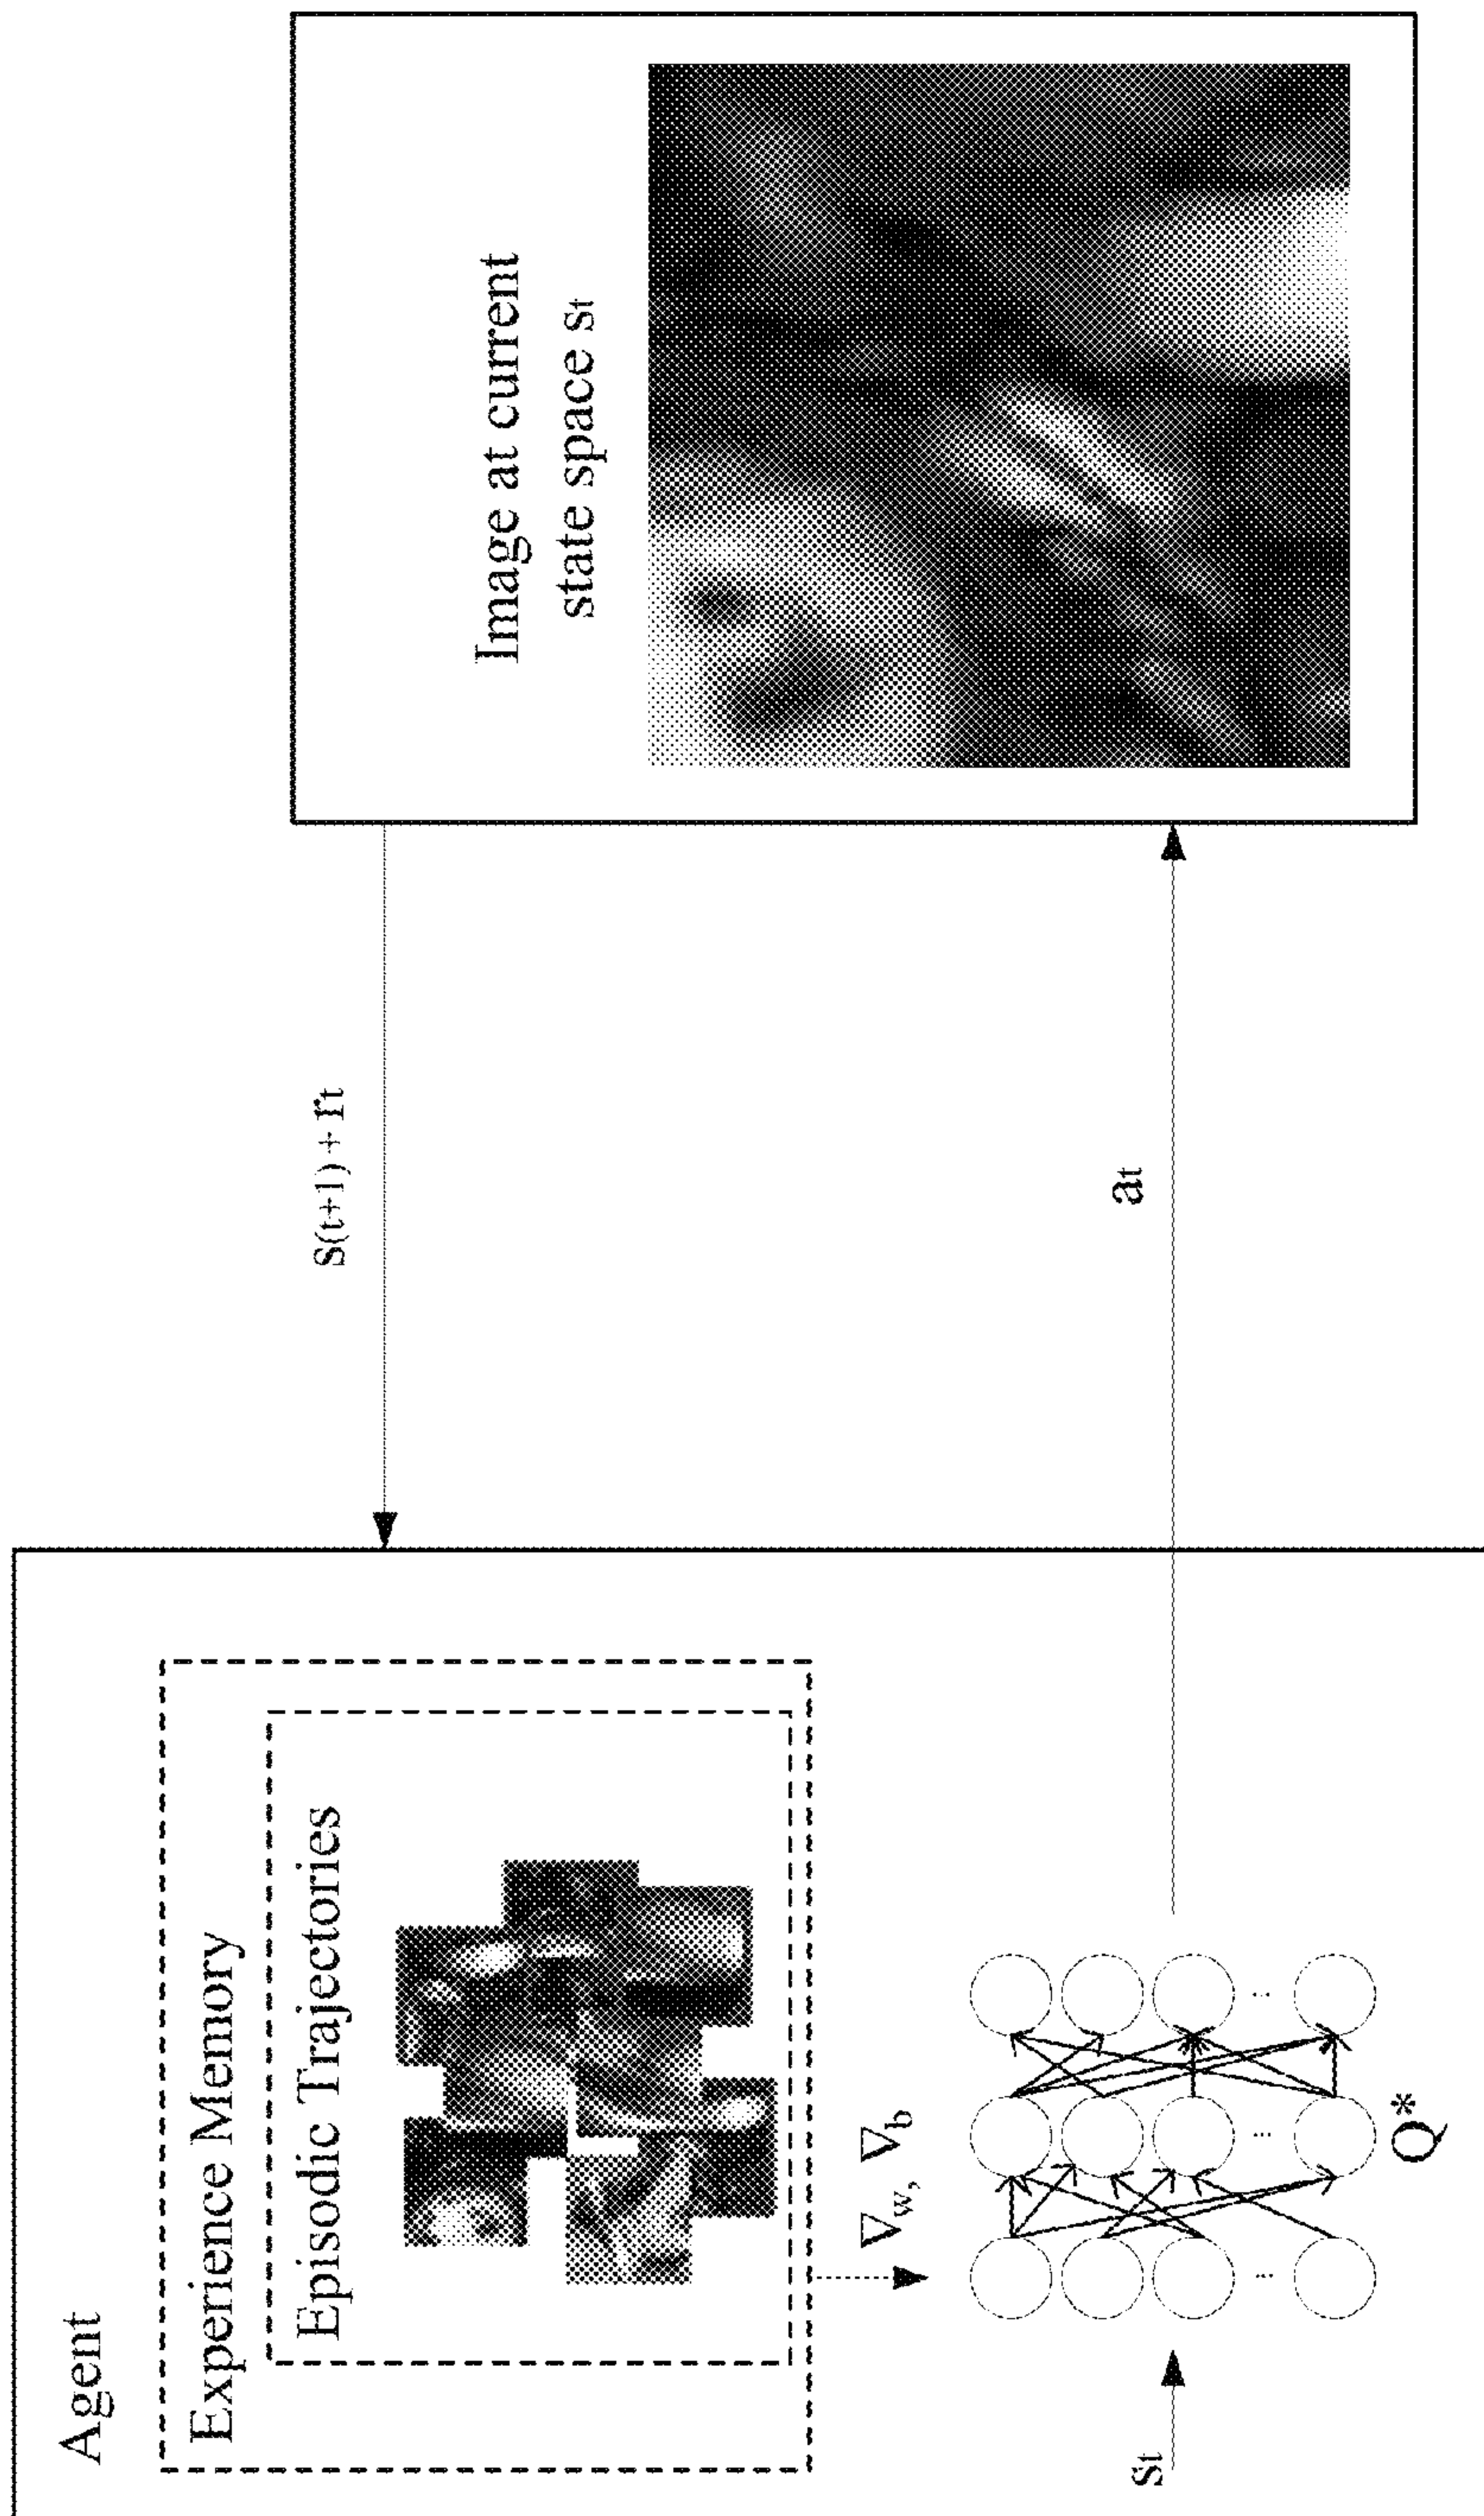 Agent
Experience Memory
Episodic Trajectories
∇w, ∇b
st
Q*
S(t+1) + rt
at
Image at current
state space st